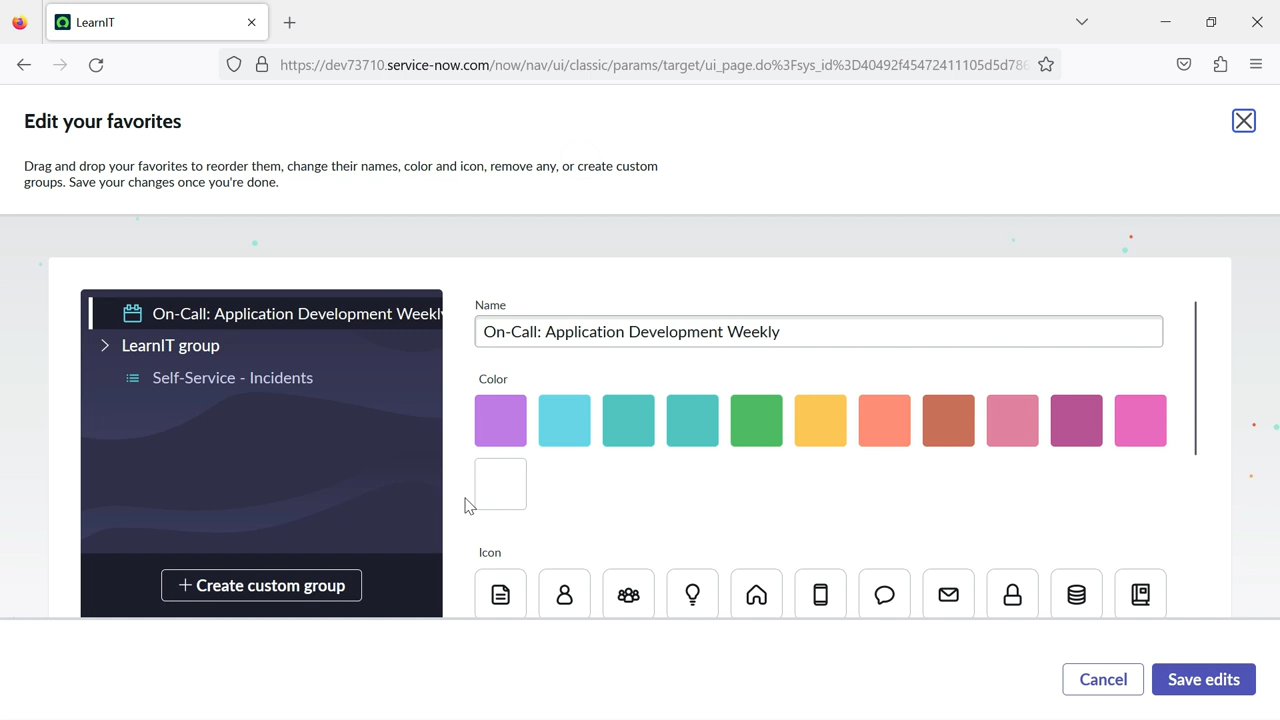 LearnIT
https://dev73710.service-now.com/now/nav/ui/classic/params/target/ui_page.do%3Fsys_id%3D40492f45472411105d5d786
Edit your favorites
Drag and drop your favorites to reorder them, change their names, color and icon, remove any, or create custom
groups. Save your changes once you're done.
On-Call: Application Development Weekly
LearnIT group
Self-Service - Incidents
+ Create custom group
Name
On-Call: Application Development Weekly
Color
Icon
Cancel
Save edits